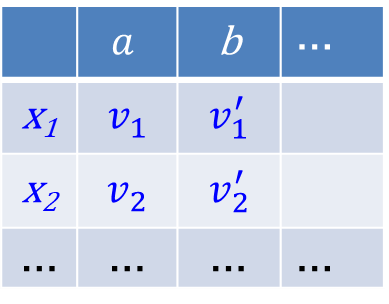 a b ...
x₁ v₁ v′₁
x₂ v₂ v′₂
... ... ... ...